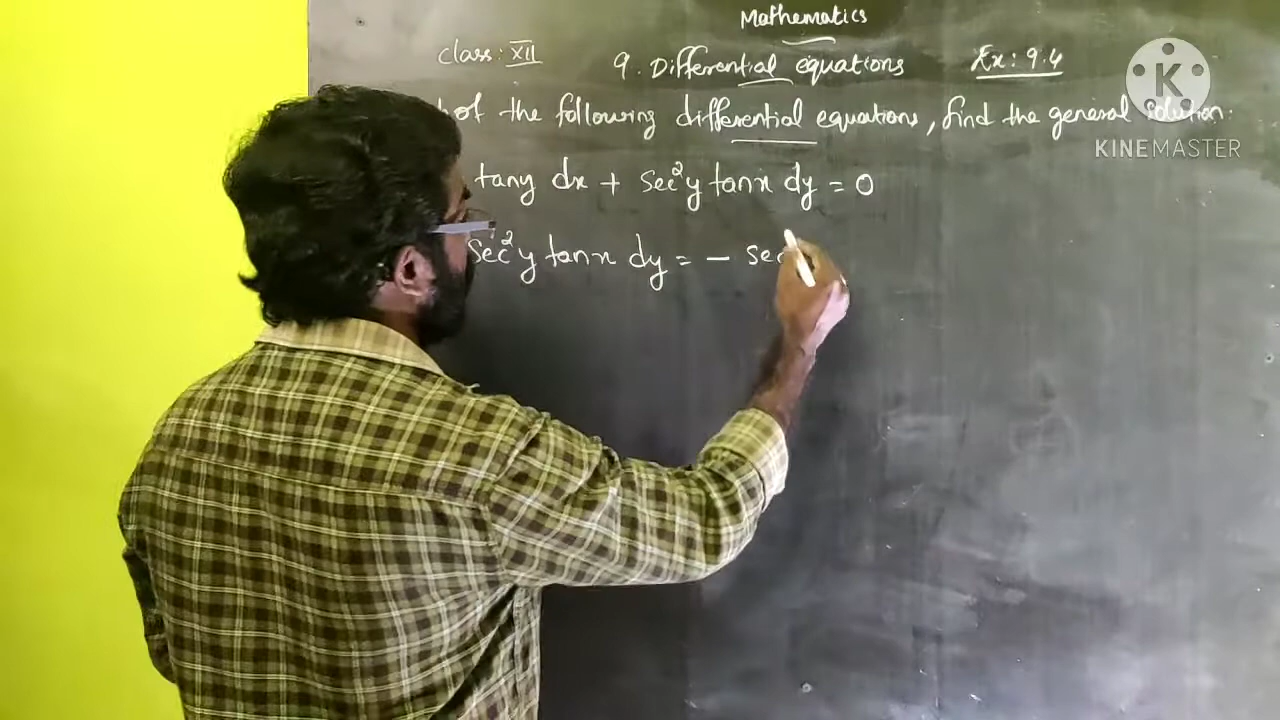 Mathematics
Class: XII 9. Differential equations Ex: 9.4
of the following differential equations, find the general solution.
tany dx + sec²y tanx dy = 0
sec²y tanx dy = - sec
K
KINEMASTER